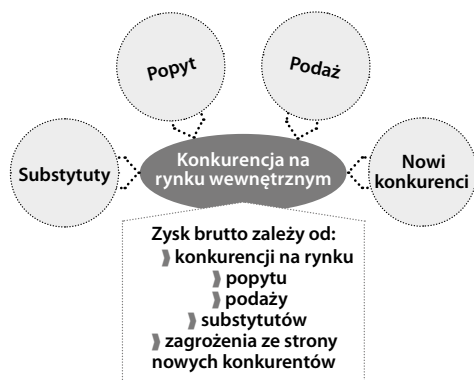 Popyt
Podaż
Substytuty
Konkurencja na
rynku wewnętrznym
Nowi
konkurenci
Zysk brutto zależy od:
⟫ konkurencji na rynku
⟫ popytu
⟫ podaży
⟫ substytutów
⟫ zagrożenia ze strony
nowych konkurentów